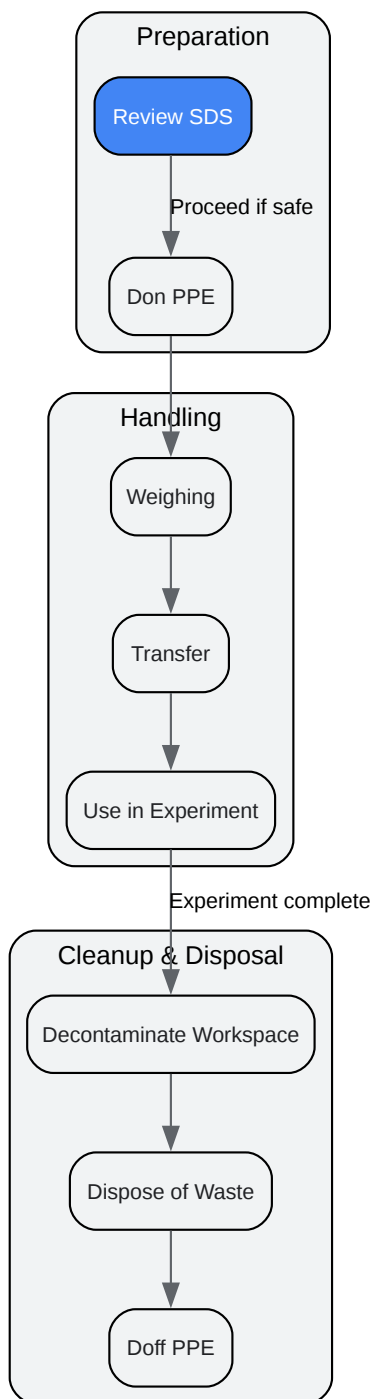 Preparation
Review SDS
Proceed if safe
Don PPE
Handling
Weighing
Transfer
Use in Experiment
Experiment complete
Cleanup & Disposal
Decontaminate Workspace
Dispose of Waste
Doff PPE